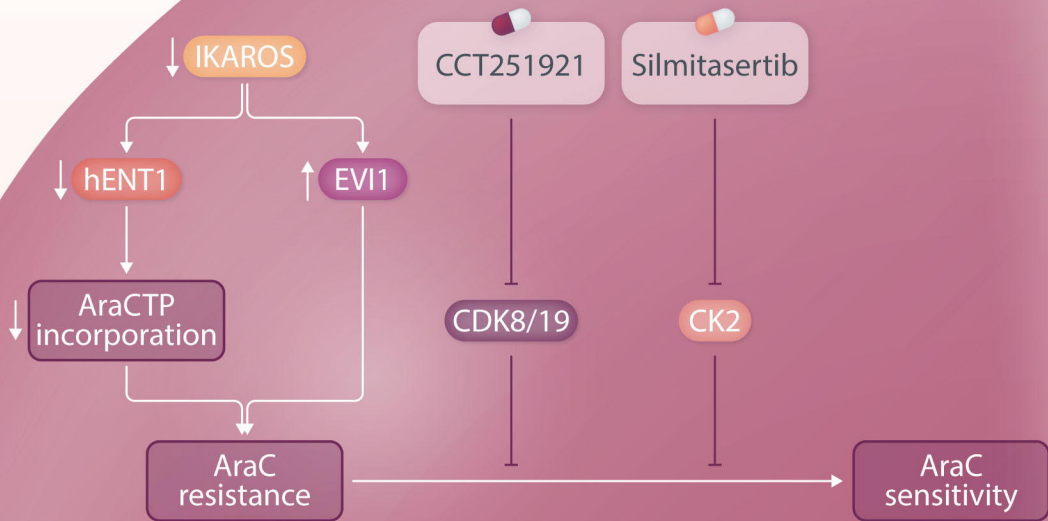 IKAROS
CCT251921
Silmitasertib
hENT1
EVI1
AraCTP
incorporation
CDK8/19
CK2
AraC
resistance
AraC
sensitivity